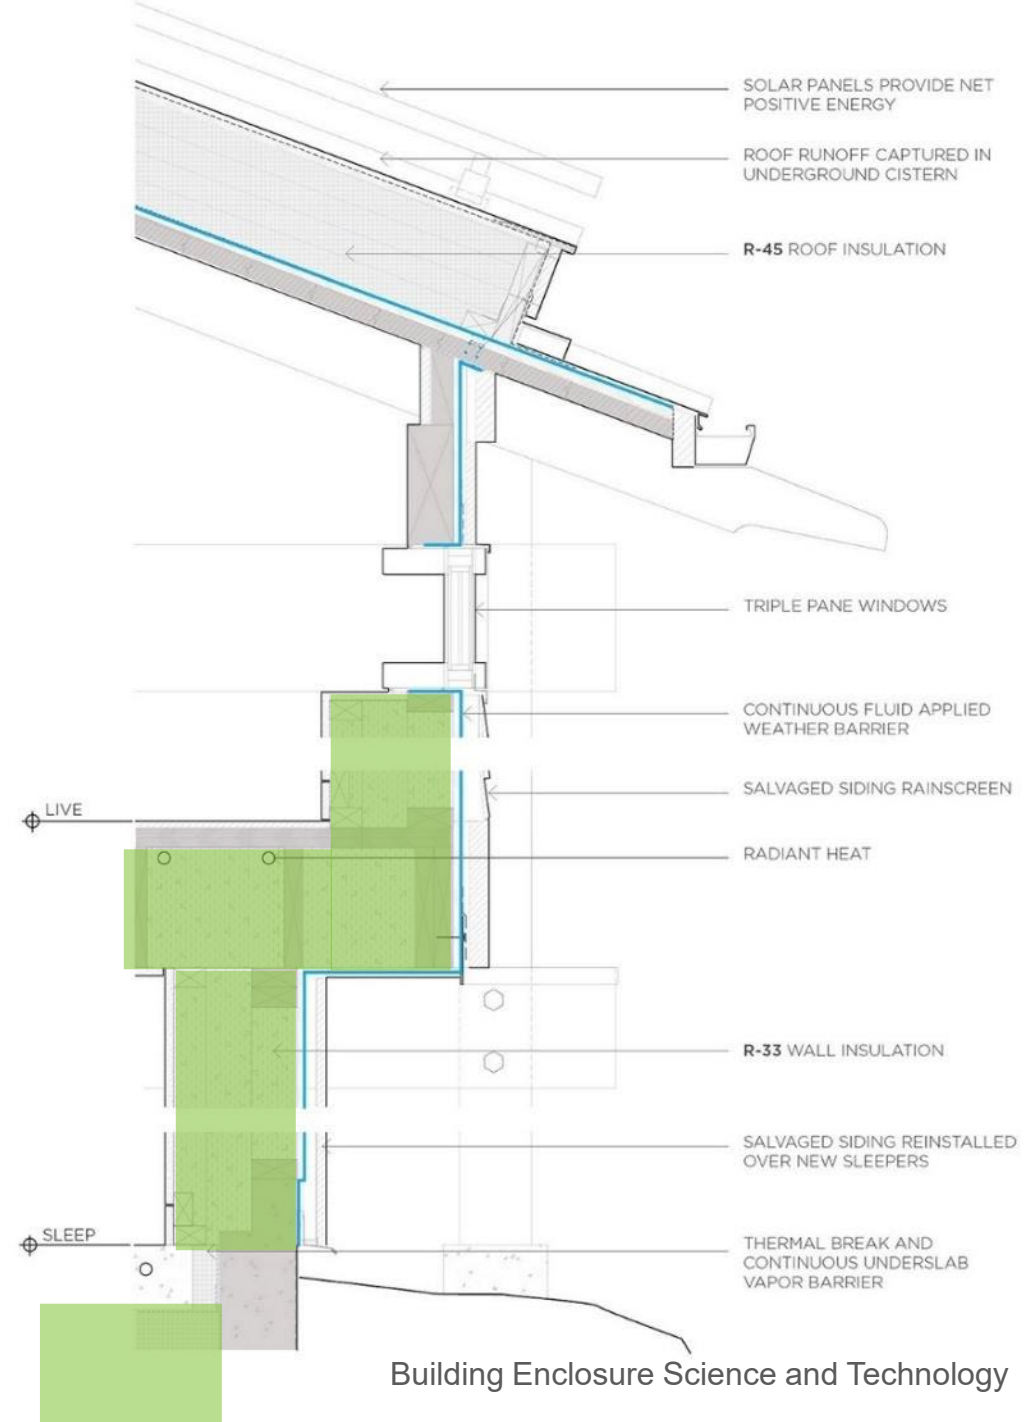 SOLAR PANELS PROVIDE NET
POSITIVE ENERGY
ROOF RUNOFF CAPTURED IN
UNDERGROUND CISTERN
R-45 ROOF INSULATION
TRIPLE PANE WINDOWS
CONTINUOUS FLUID APPLIED
WEATHER BARRIER
SALVAGED SIDING RAINSCREEN
LIVE
RADIANT HEAT
R-33 WALL INSULATION
SALVAGED SIDING REINSTALLED
OVER NEW SLEEPERS
SLEEP
THERMAL BREAK AND
CONTINUOUS UNDERSLAB
VAPOR BARRIER
Building Enclosure Science and Technology